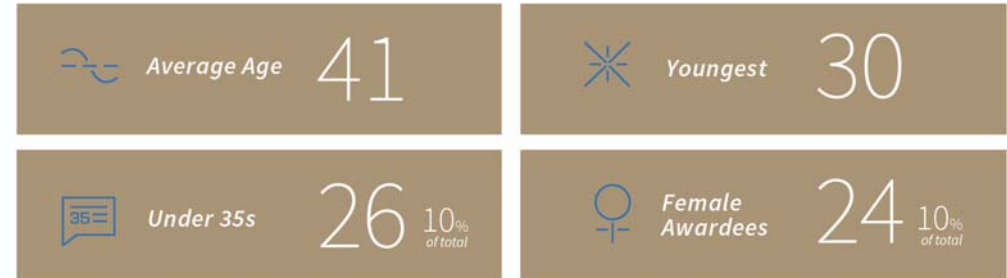 Average Age 41
Youngest 30
35
Under 35s 26 10% of total
Female
Awardees 24 10% of total